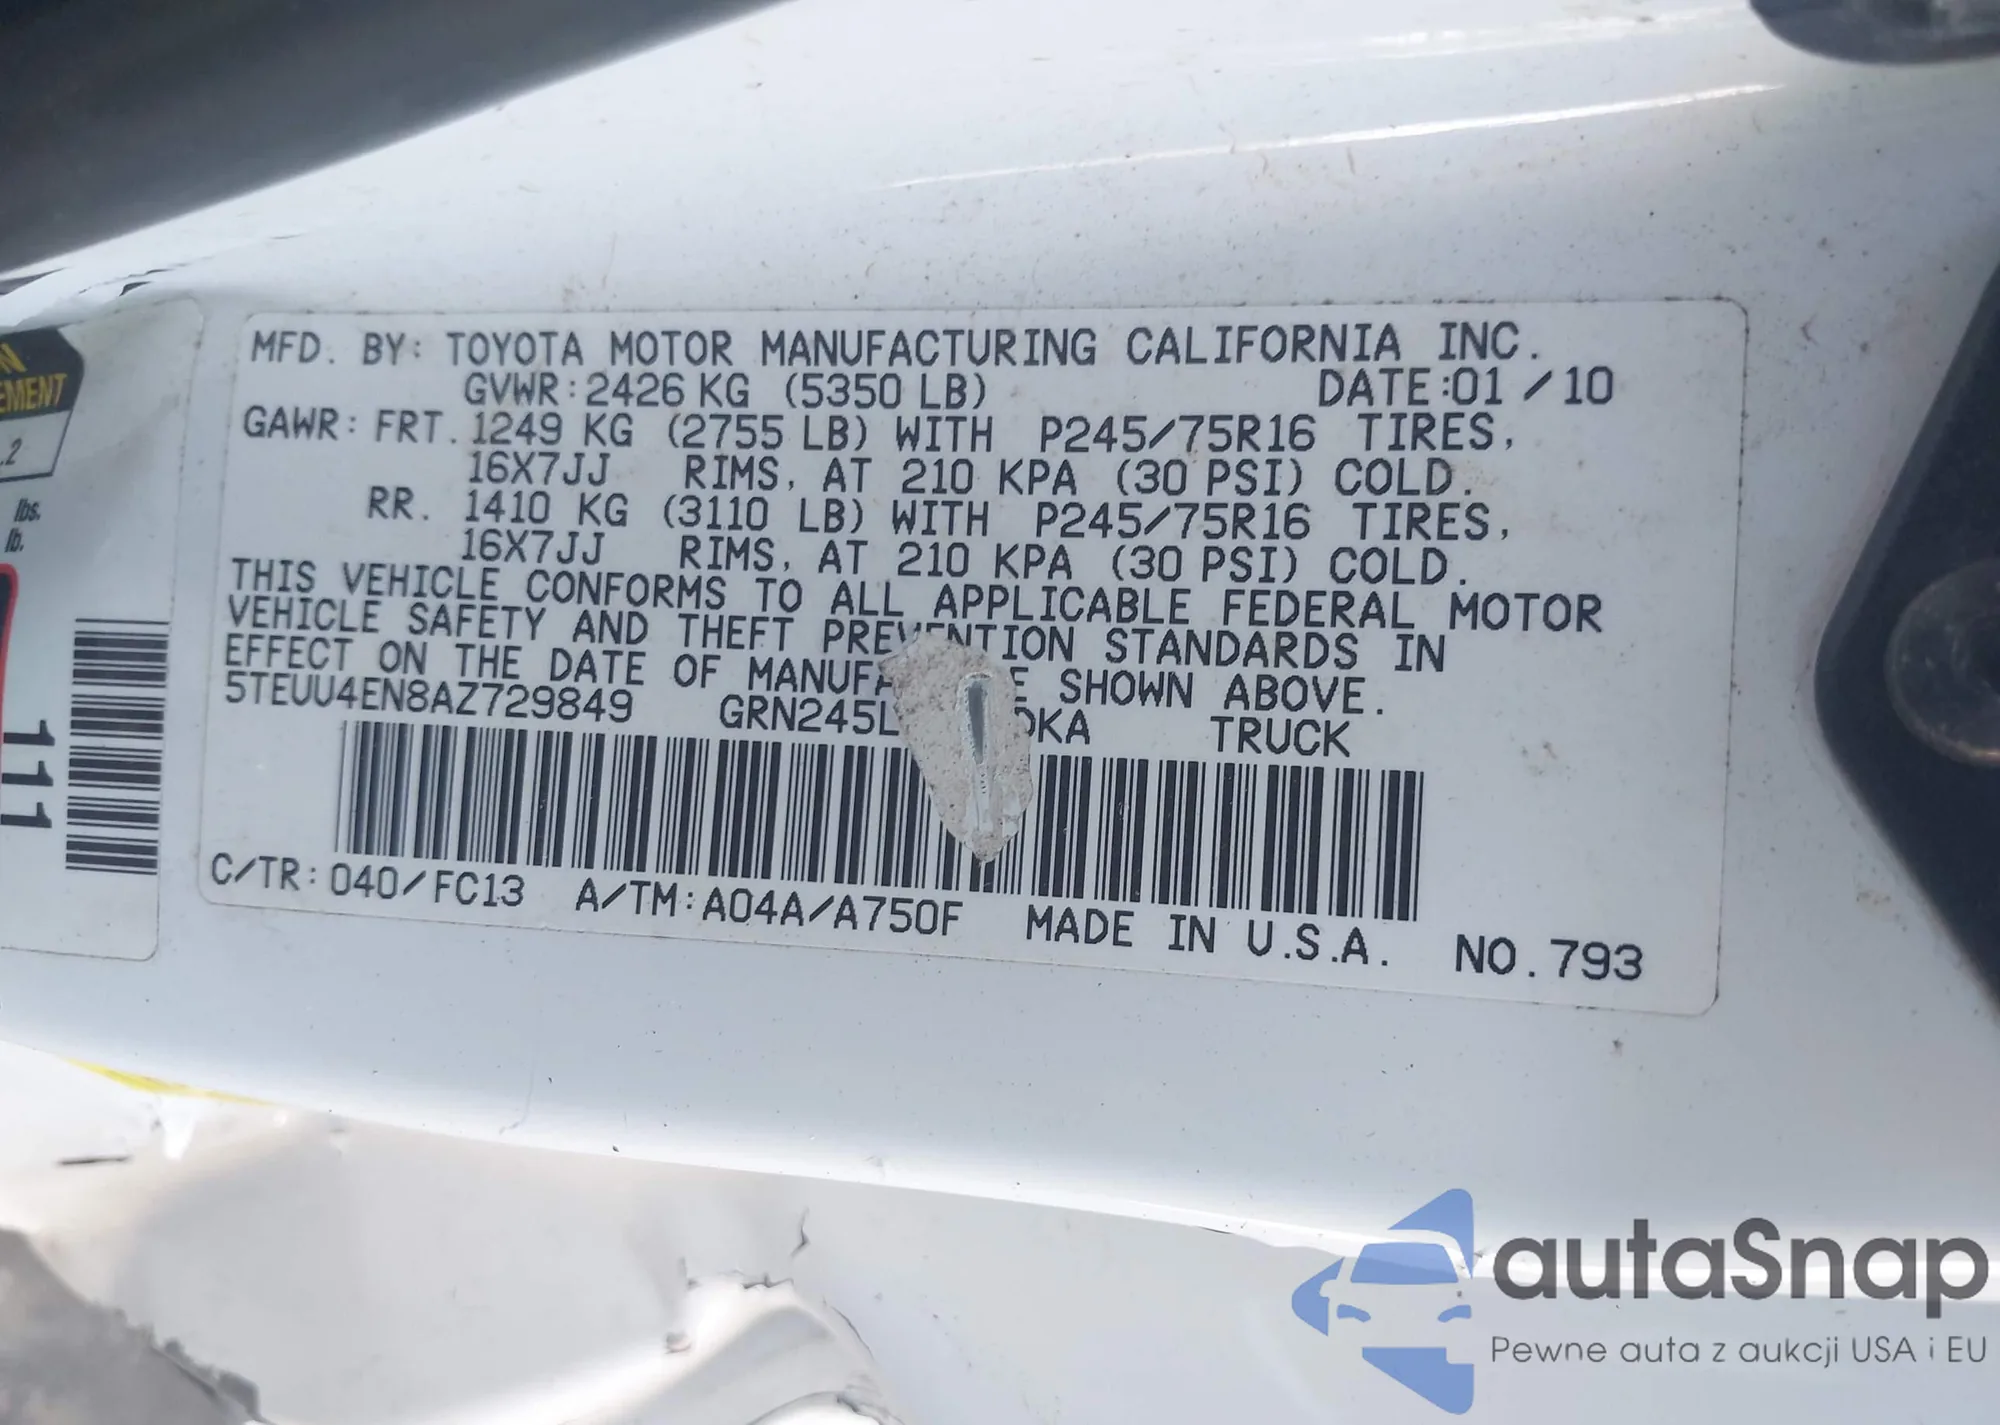 MFD. BY: TOYOTA MOTOR MANUFACTURING CALIFORNIA INC.
GVWR: 2426 KG (5350 LB) DATE: 01 / 10
GAWR: FRT. 1249 KG (2755 LB) WITH P245/75R16 TIRES,
16X7JJ RIMS, AT 210 KPA (30 PSI) COLD.
RR. 1410 KG (3110 LB) WITH P245/75R16 TIRES,
16X7JJ RIMS, AT 210 KPA (30 PSI) COLD.
THIS VEHICLE CONFORMS TO ALL APPLICABLE FEDERAL MOTOR
VEHICLE SAFETY AND THEFT PREVENTION STANDARDS IN
EFFECT ON THE DATE OF SHOWN ABOVE.
5TEUU4EN8AZ729849 TRUCK
C/TR: 040/FC13 A/TM: A04A/A750F MADE IN U.S.A. NO. 793
lbs.
lb.
111
autaSnap
Pewne auta z aukcji USA i EU